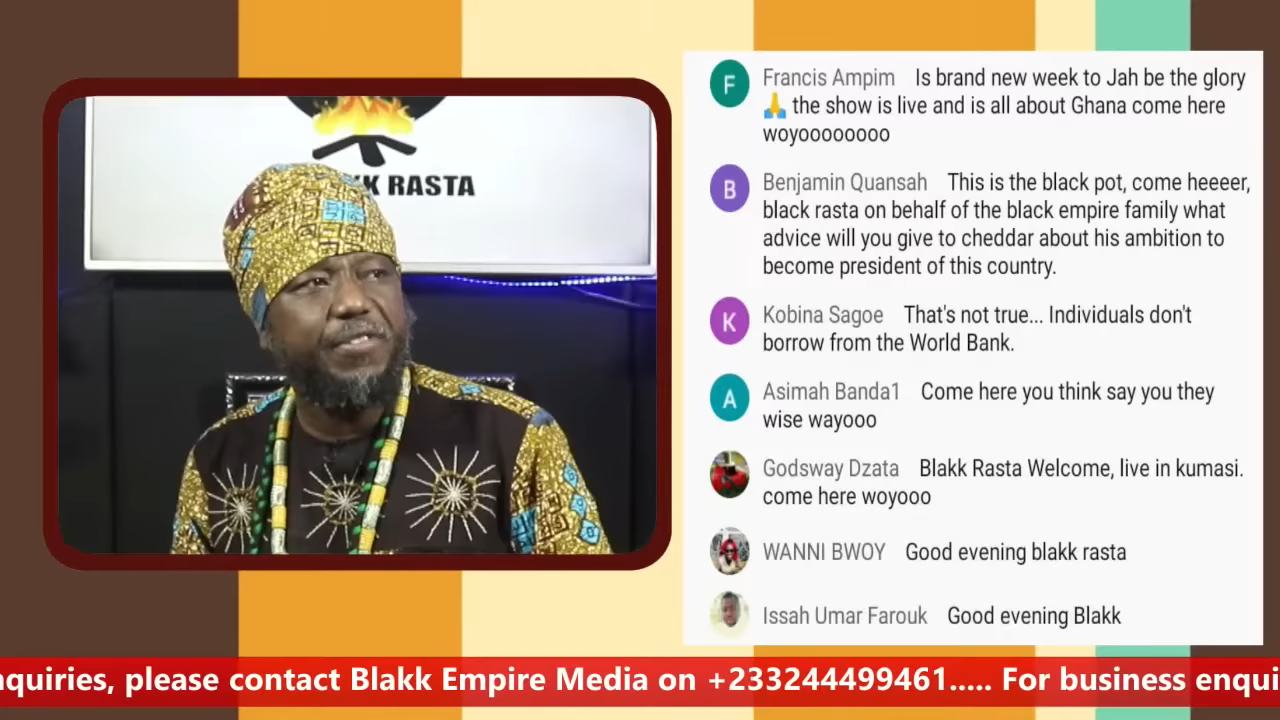 K RASTA
F Francis Ampim Is brand new week to Jah be the glory
🙏 the show is live and is all about Ghana come here
woyoooooooo
B Benjamin Quansah This is the black pot, come heeeer,
black rasta on behalf of the black empire family what
advice will you give to cheddar about his ambition to
become president of this country.
K Kobina Sagoe That's not true... Individuals don't
borrow from the World Bank.
A Asimah Banda1 Come here you think say you they
wise wayooo
Godsway Dzata Blakk Rasta Welcome, live in kumasi.
come here woyooo
WANNI BWOY Good evening blakk rasta
Issah Umar Farouk Good evening Blakk
nquiries, please contact Blakk Empire Media on +233244499461..... For business enqui